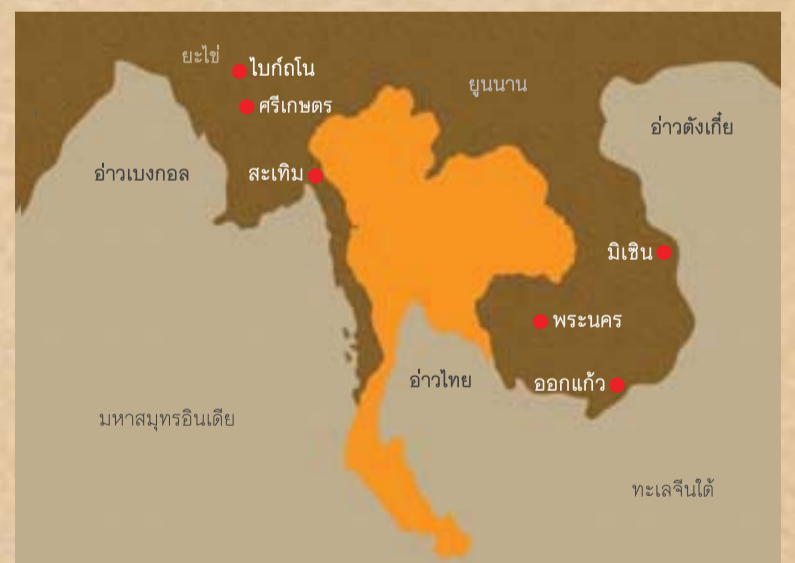 ยะไข่
ไบก์ถโน
ยูนนาน
ศรีเกษตร
อ่าวตังเกี๋ย
อ่าวเบงกอล
สะเทิม
มิเซิน
พระนคร
อ่าวไทย
ออกแก้ว
มหาสมุทรอินเดีย
ทะเลจีนใต้